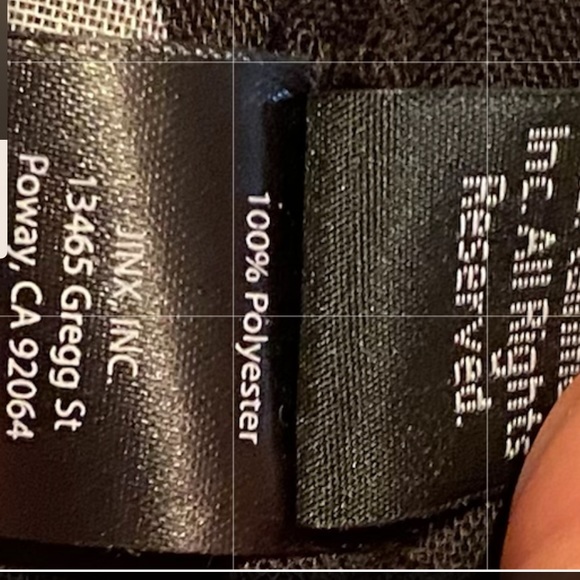 Inc. All Rights
Reserved.
100% Polyester
JINX, INC.
13465 Gregg St
Poway, CA 92064